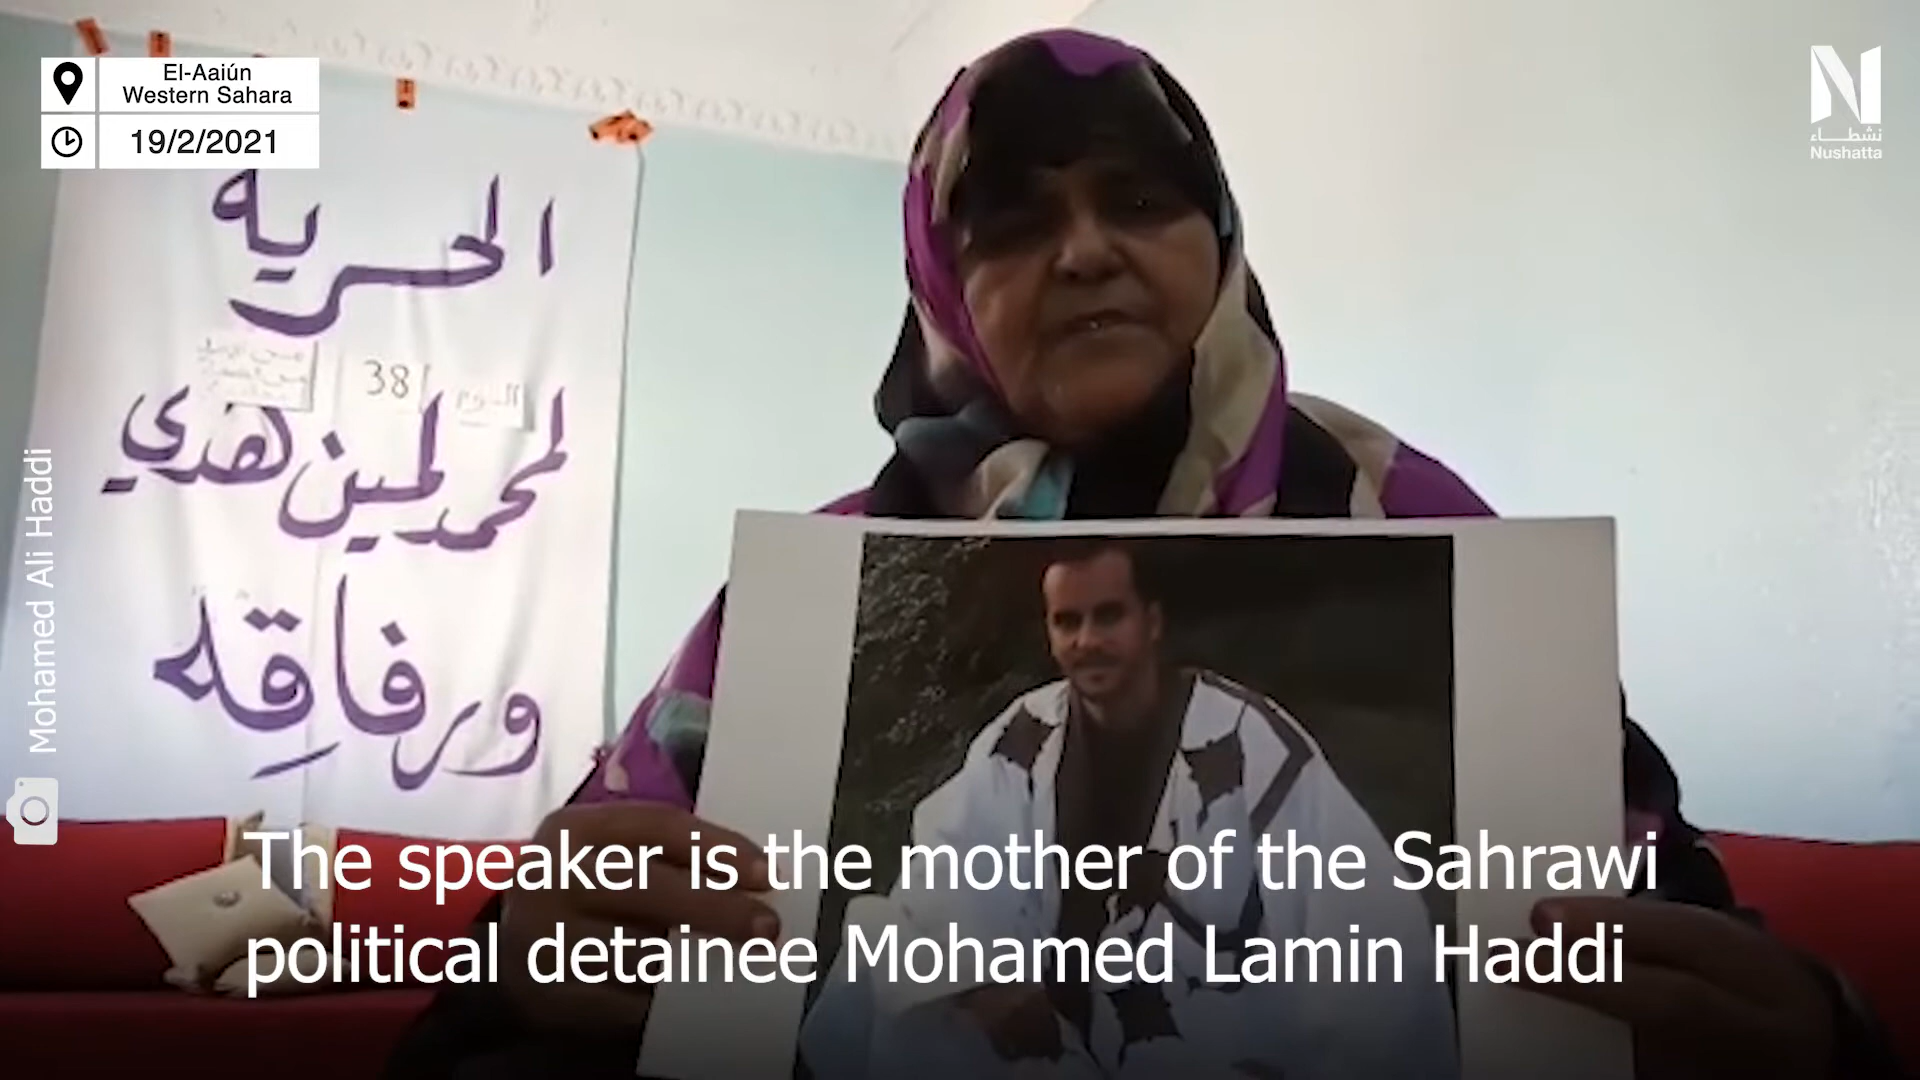 El-Aaiún
Western Sahara
19/2/2021
نشطاء
Nushatta
الحرية
38
اليوم
لمحمد لمين هدي
ورفاقه
Mohamed Ali Haddi
The speaker is the mother of the Sahrawi
political detainee Mohamed Lamin Haddi